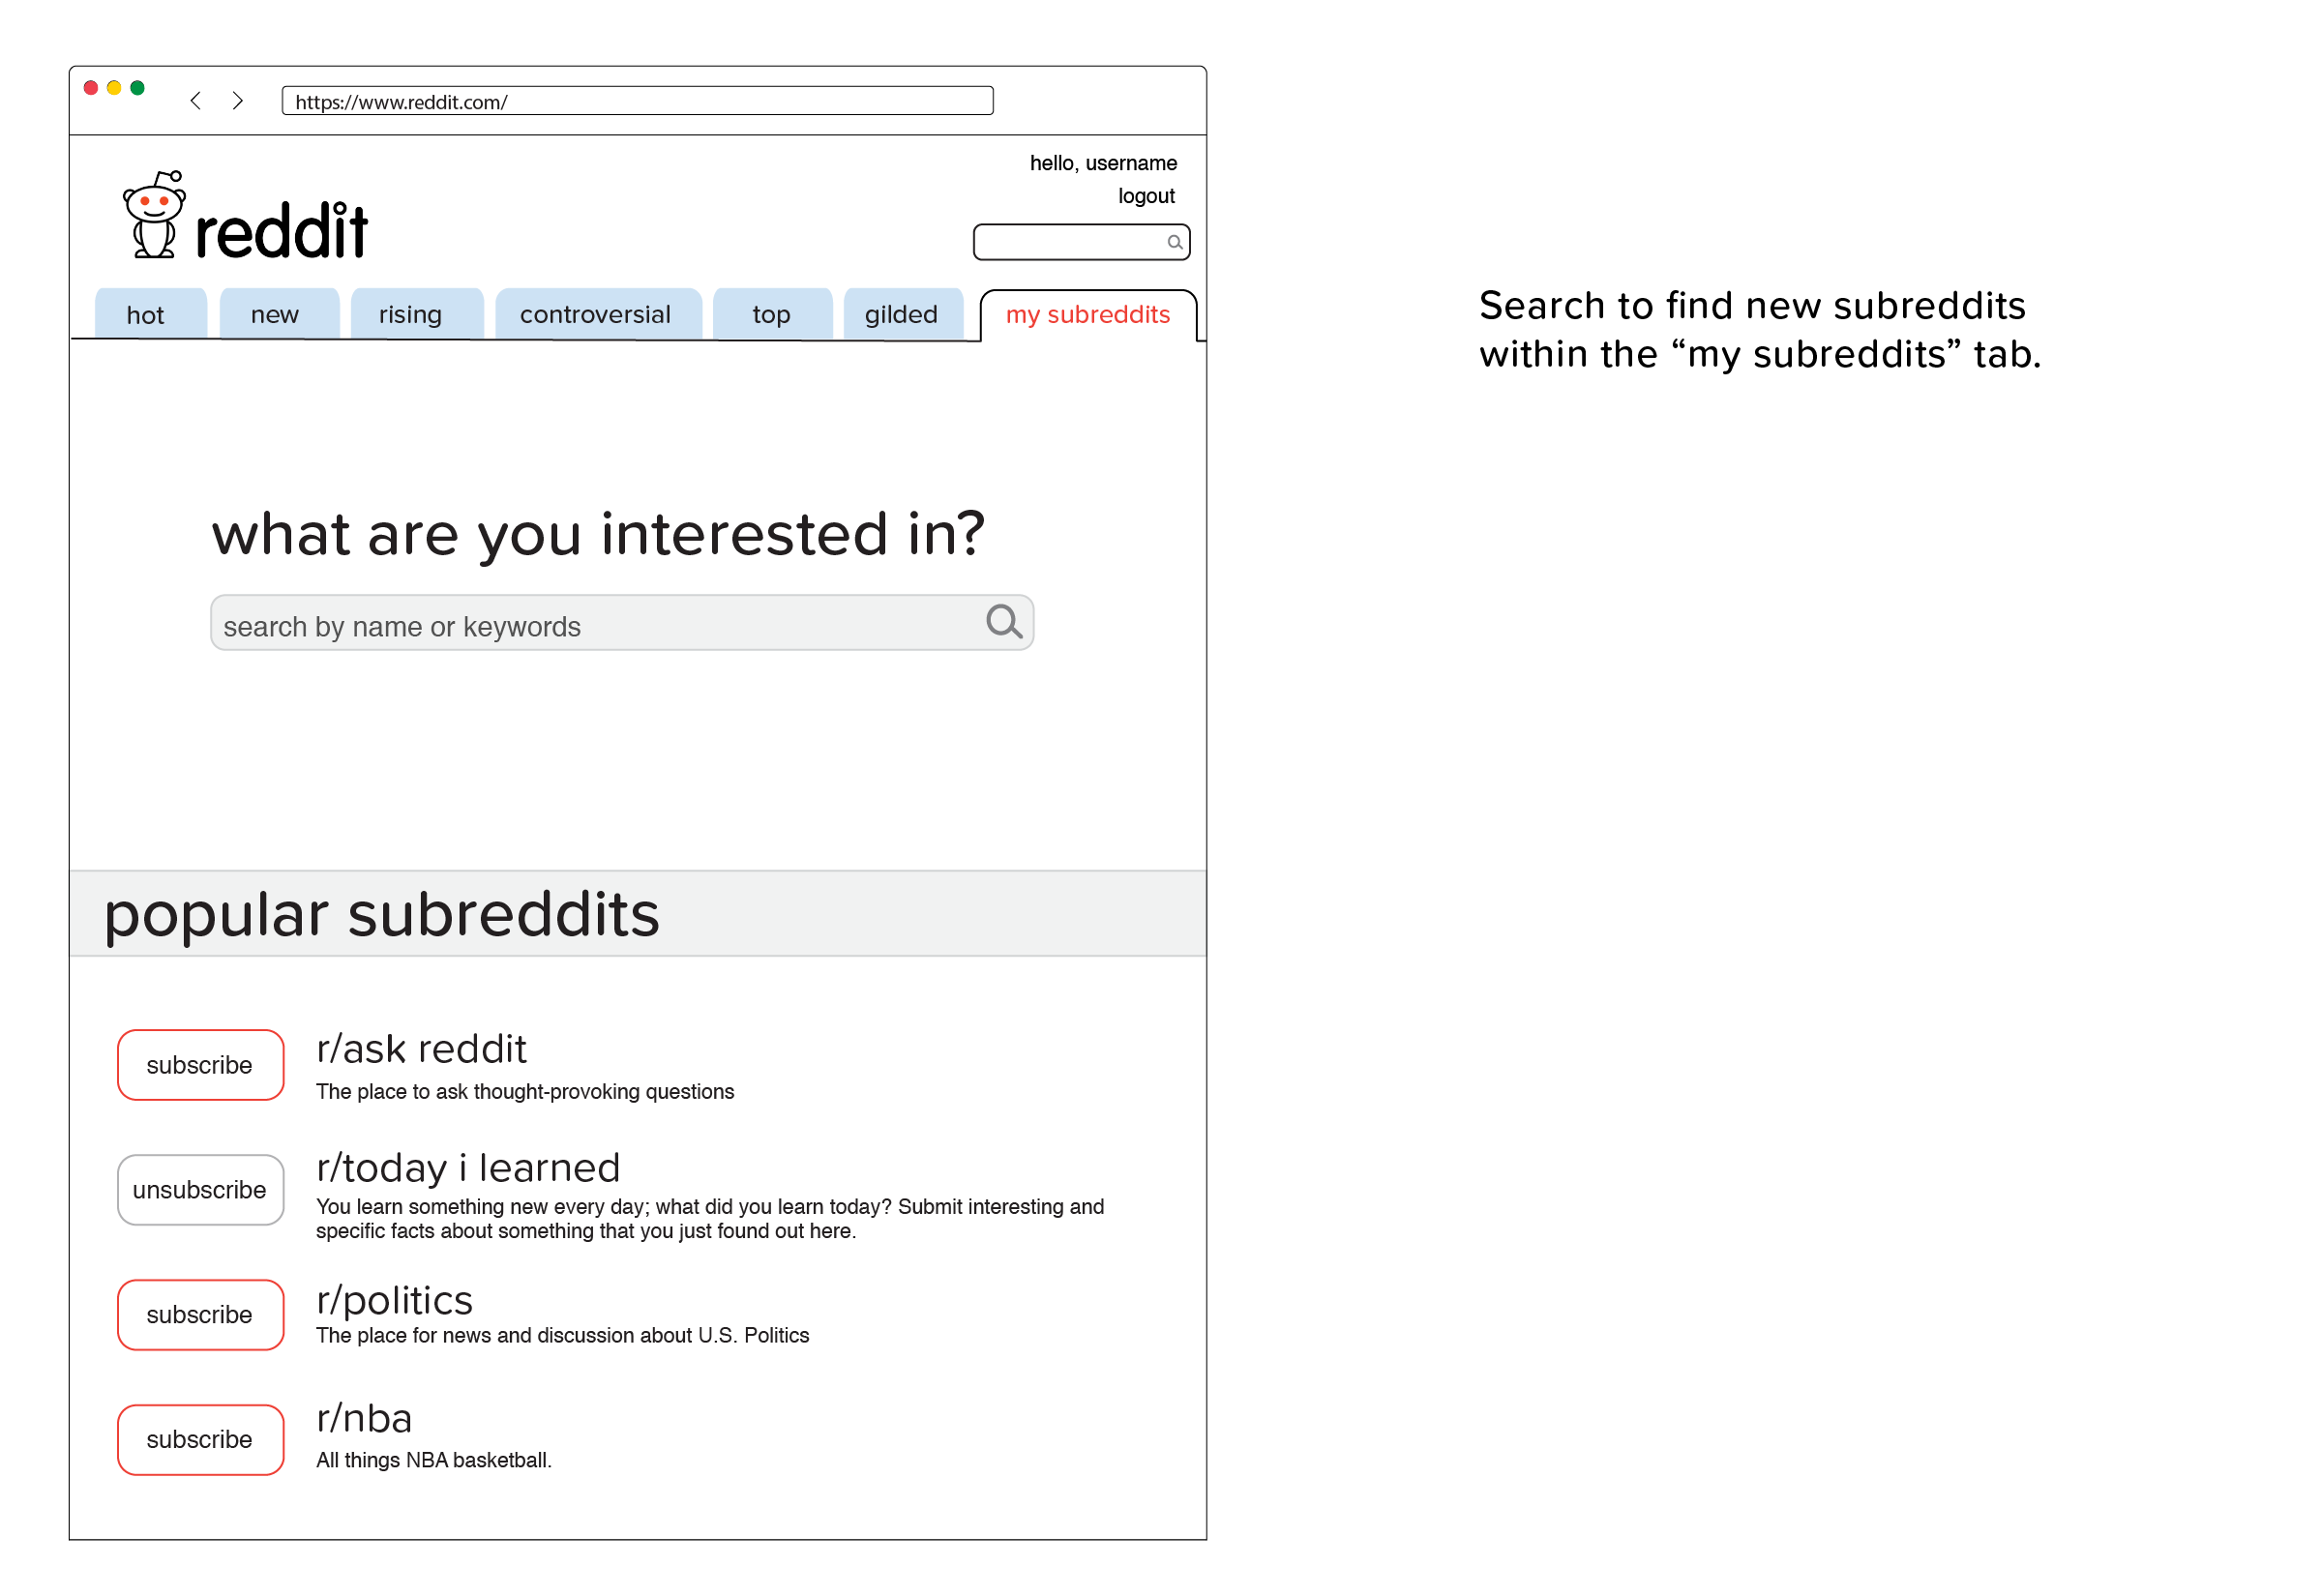 https://www.reddit.com/
hello, username
logout
reddit
hot new rising controversial top gilded my subreddits
Search to find new subreddits
within the “my subreddits” tab.
what are you interested in?
search by name or keywords
popular subreddits
subscribe
r/ask reddit
The place to ask thought-provoking questions
unsubscribe
r/today i learned
You learn something new every day; what did you learn today? Submit interesting and
specific facts about something that you just found out here.
subscribe
r/politics
The place for news and discussion about U.S. Politics
subscribe
r/nba
All things NBA basketball.